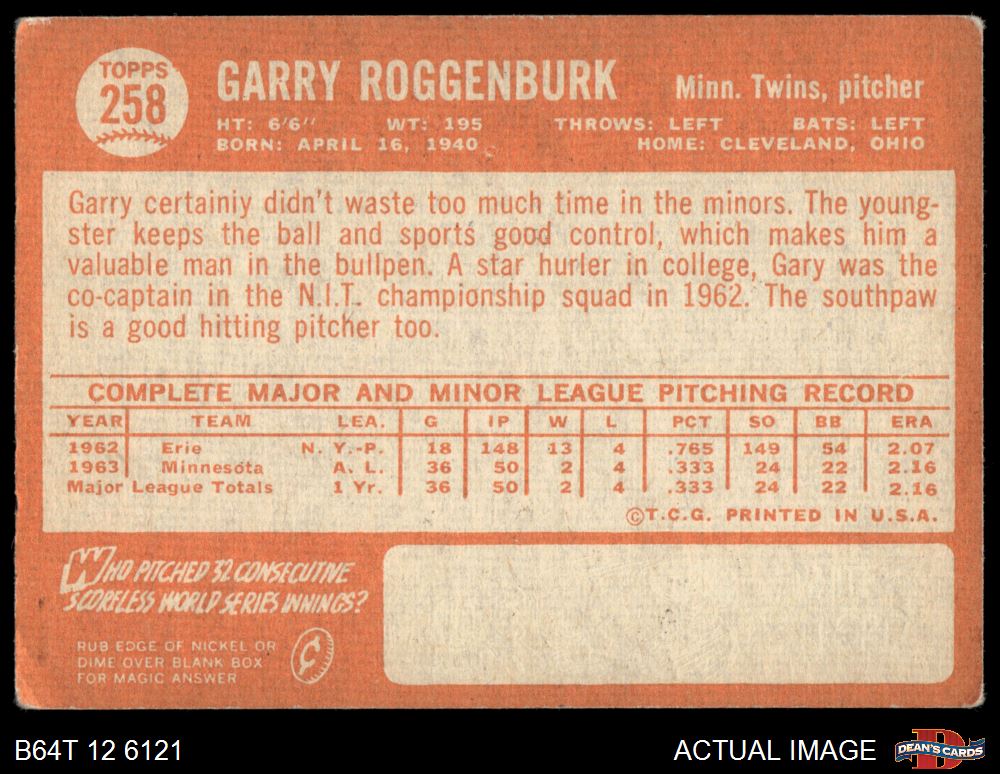 TOPPS
258
GARRY ROGGENBURK
Minn. Twins, pitcher
HT: 6'6" WT: 195 THROWS: LEFT BATS: LEFT
BORN: APRIL 16, 1940 HOME: CLEVELAND, OHIO
Garry certainiy didn't waste too much time in the minors. The young-
ster keeps the ball and sports good control, which makes him a
valuable man in the bullpen. A star hurler in college, Gary was the
co-captain in the N.I.T. championship squad in 1962. The southpaw
is a good hitting pitcher too.
COMPLETE MAJOR AND MINOR LEAGUE PITCHING RECORD
YEAR TEAM LEA. G IP W L PCT SO BB ERA
1962 Erie N. Y.-P. 18 148 13 4 .765 149 54 2.07
1963 Minnesota A. L. 36 50 2 4 .333 24 22 2.16
Major League Totals 1 Yr. 36 50 2 4 .333 24 22 2.16
©T.C.G. PRINTED IN U.S.A.
WHO PITCHED 32 CONSECUTIVE
SCORELESS WORLD SERIES INNINGS?
RUB EDGE OF NICKEL OR
DIME OVER BLANK BOX
FOR MAGIC ANSWER
B64T 12 6121 ACTUAL IMAGE DEAN'S CARDS